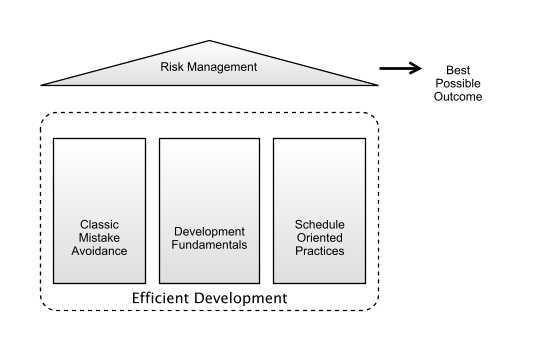 Risk Management
Best
Possible
Outcome
Classic
Mistake
Avoidance
Development
Fundamentals
Schedule
Oriented
Practices
Efficient Development